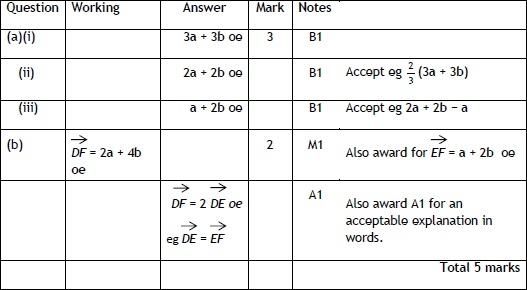 Question Working Answer Mark Notes
(a)(i) 3a + 3b oe 3 B1
(ii) 2a + 2b oe B1 Accept eg 2/3 (3a + 3b)
(iii) a + 2b oe B1 Accept eg 2a + 2b − a
(b) DF⃗ = 2a + 4b oe 2 M1 Also award for EF⃗ = a + 2b oe
DF⃗ = 2 DE⃗ oe A1 Also award A1 for an
eg DE⃗ = EF⃗ acceptable explanation in
words.
Total 5 marks